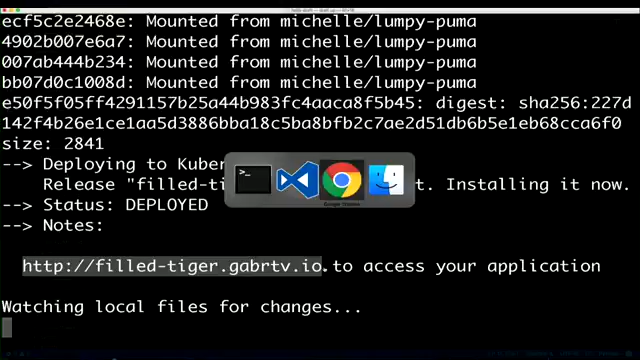 ecf5c2e2468e: Mounted from michelle/lumpy-puma
4902b007e6a7: Mounted from michelle/lumpy-puma
007ab444b234: Mounted from michelle/lumpy-puma
bb07d0c1008d: Mounted from michelle/lumpy-puma
e50f5f05ff4291157b25a44b983fc4aaca8f5b45: digest: sha256:227d
142f4b26e1ce1aa5d3886bba18c5ba8bfb2c7ae2d51db6b5e1eb68cca6f0
size: 2841
--> Deploying to Kuber
Release "filled-ti t. Installing it now.
--> Status: DEPLOYED
--> Notes:
http://filled-tiger.gabrtv.io to access your application
Watching local files for changes...